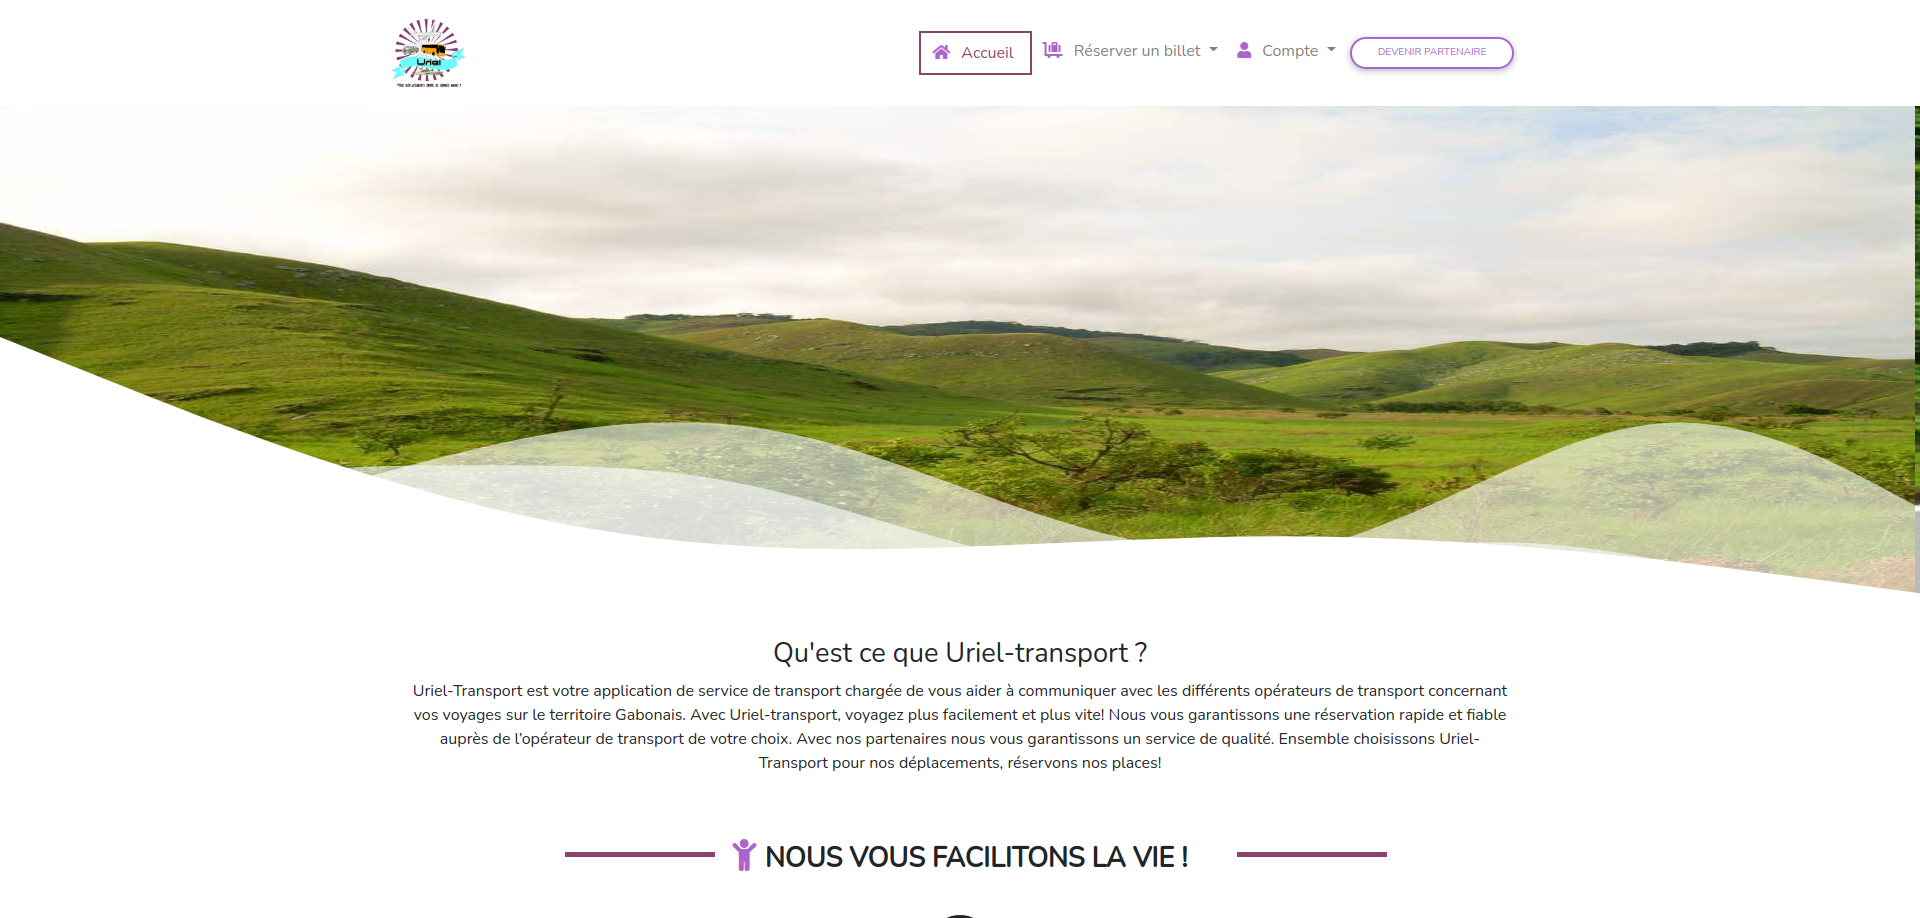 Uriel
Accueil
Réserver un billet
Compte
DEVENIR PARTENAIRE
Qu'est ce que Uriel-transport ?
Uriel-Transport est votre application de service de transport chargée de vous aider à communiquer avec les différents opérateurs de transport concernant
vos voyages sur le territoire Gabonais. Avec Uriel-transport, voyagez plus facilement et plus vite! Nous vous garantissons une réservation rapide et fiable
auprès de l’opérateur de transport de votre choix. Avec nos partenaires nous vous garantissons un service de qualité. Ensemble choisissons Uriel-
Transport pour nos déplacements, réservons nos places!
NOUS VOUS FACILITONS LA VIE !